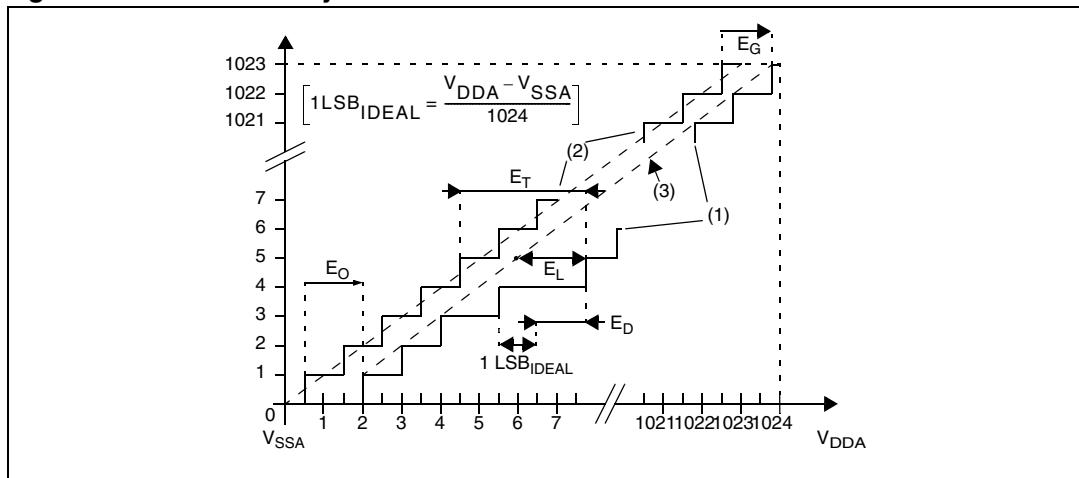 E_G
1023
1022
1021
[1LSB_IDEAL = (V_DDA – V_SSA) / 1024]
(2)
(3)
(1)
E_T
7
6
5
4
3
2
1
0
E_O
E_L
E_D
1 LSB_IDEAL
1 2 3 4 5 6 7 1021 1022 1023 1024
V_SSA
V_DDA